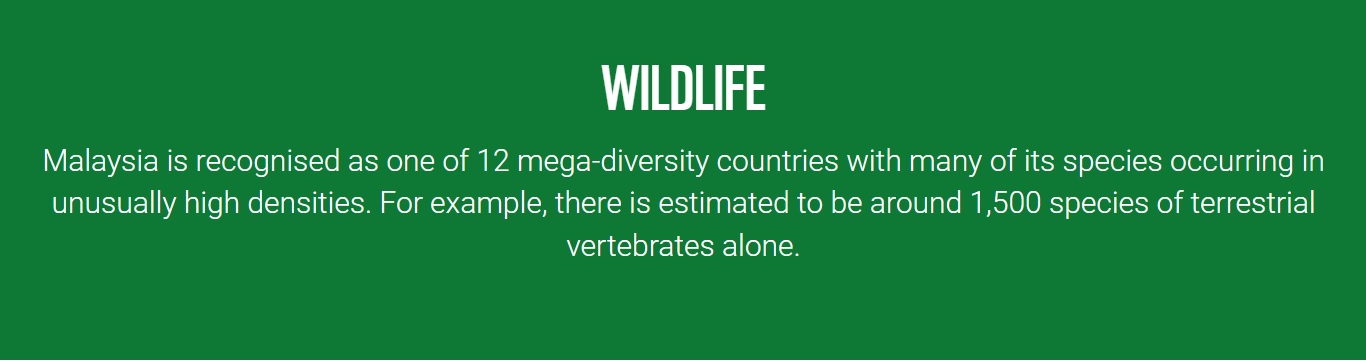 WILDLIFE
Malaysia is recognised as one of 12 mega-diversity countries with many of its species occurring in
unusually high densities. For example, there is estimated to be around 1,500 species of terrestrial
vertebrates alone.